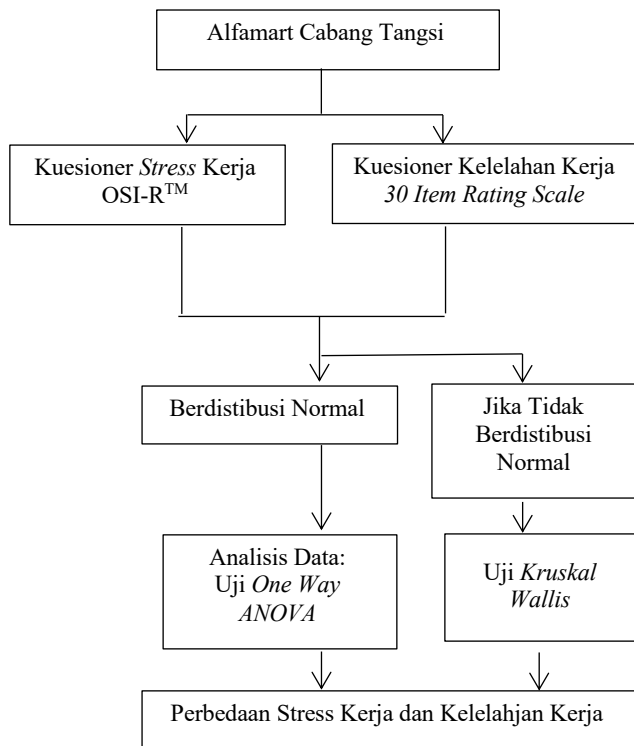 Alfamart Cabang Tangsi
Kuesioner Stress Kerja
OSI-R™
Kuesioner Kelelahan Kerja
30 Item Rating Scale
Berdistibusi Normal
Jika Tidak
Berdistibusi
Normal
Analisis Data:
Uji One Way
ANOVA
Uji Kruskal
Wallis
Perbedaan Stress Kerja dan Kelelahjan Kerja